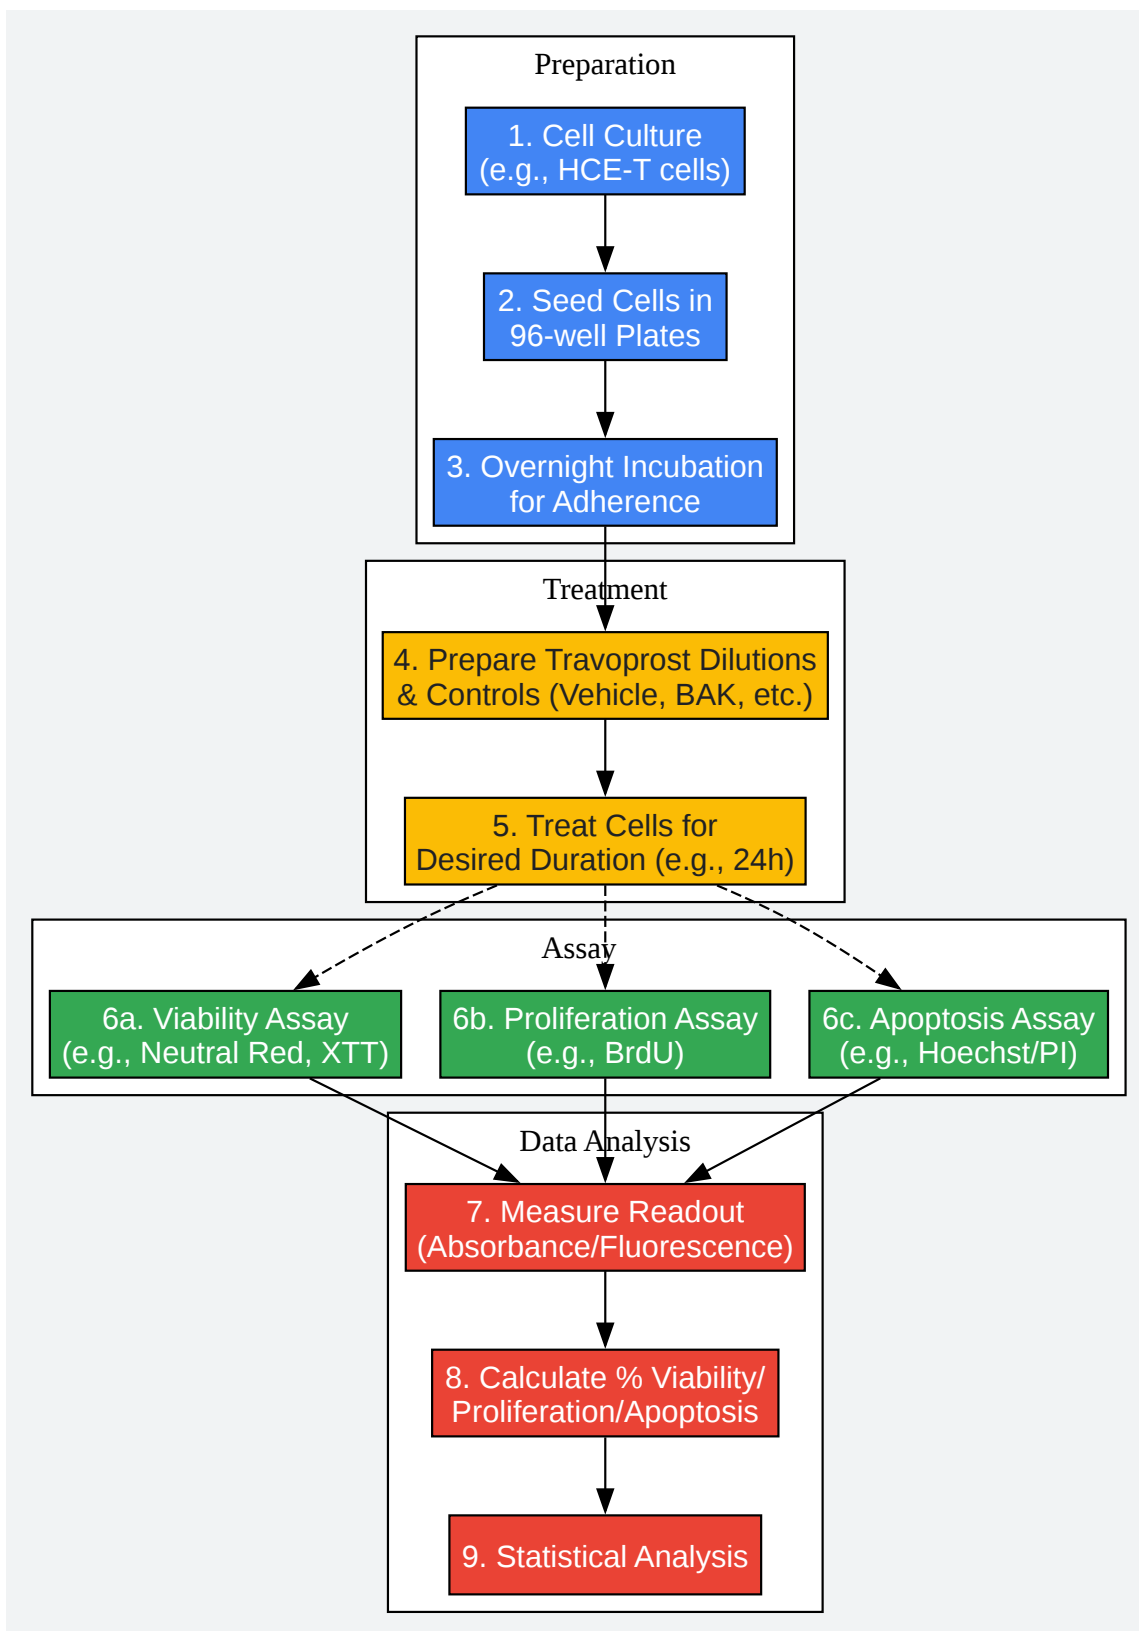 Preparation
1. Cell Culture
(e.g., HCE-T cells)
2. Seed Cells in
96-well Plates
3. Overnight Incubation
for Adherence
Treatment
4. Prepare Travoprost Dilutions
& Controls (Vehicle, BAK, etc.)
5. Treat Cells for
Desired Duration (e.g., 24h)
Assay
6a. Viability Assay
(e.g., Neutral Red, XTT)
6b. Proliferation Assay
(e.g., BrdU)
6c. Apoptosis Assay
(e.g., Hoechst/PI)
Data Analysis
7. Measure Readout
(Absorbance/Fluorescence)
8. Calculate % Viability/
Proliferation/Apoptosis
9. Statistical Analysis